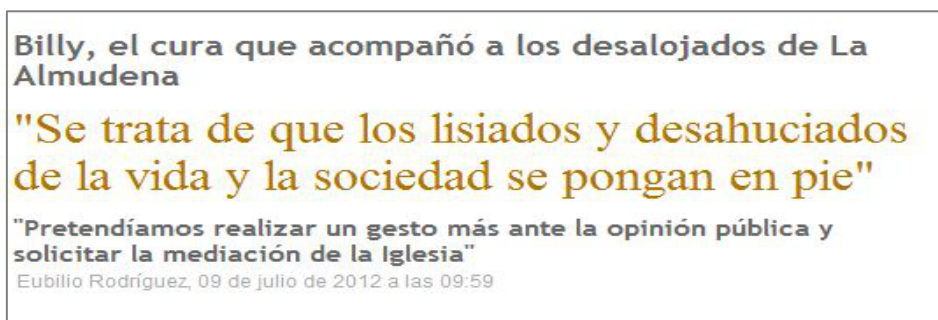 Billy, el cura que acompañó a los desalojados de La
Almudena
"Se trata de que los lisiados y desahuciados
de la vida y la sociedad se pongan en pie"
"Pretendíamos realizar un gesto más ante la opinión pública y
solicitar la mediación de la Iglesia"
Eubilio Rodríguez, 09 de julio de 2012 a las 09:59